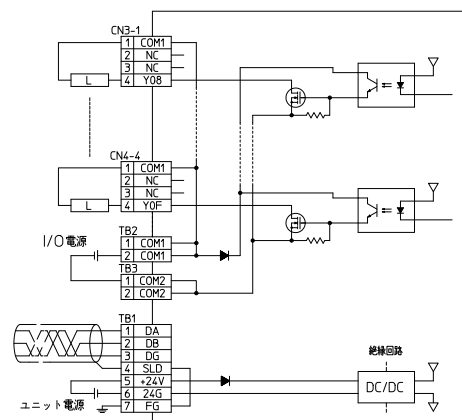 CN3-1
1 COM1
2 NC
3 NC
4 Y08
L
CN4-4
1 COM1
2 NC
3 NC
4 Y0F
L
I/O電源
TB2
1 COM1
2 COM1
TB3
1 COM2
2 COM2
TB1
1 DA
2 DB
3 DG
4 SLD
5 +24V
6 24G
7 FG
ユニット電源
絶縁回路
DC/DC